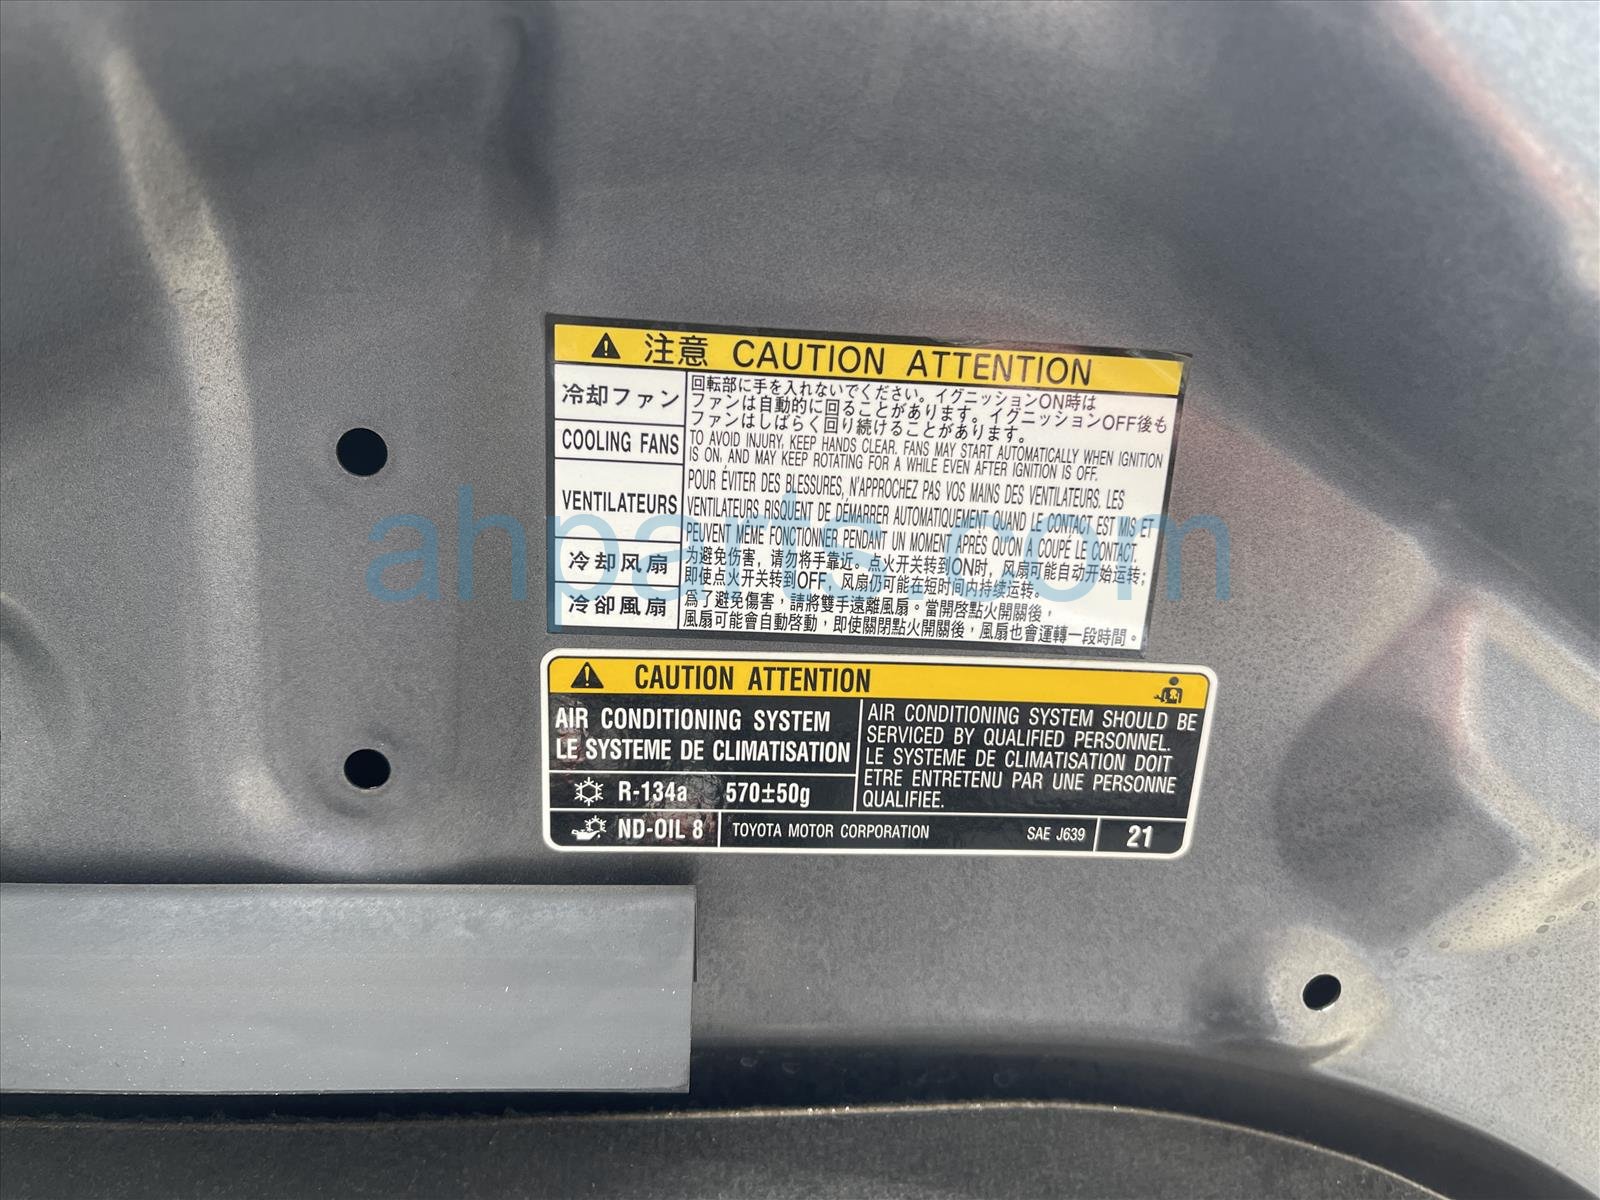 注意 CAUTION ATTENTION
冷却ファン
回転部に手を入れないでください。イグニッションON時は
ファンは自動的に回ることがあります。イグニッションOFF後も
ファンはしばらく回り続けることがあります。
COOLING FANS
TO AVOID INJURY, KEEP HANDS CLEAR. FANS MAY START AUTOMATICALLY WHEN IGNITION
IS ON, AND MAY KEEP ROTATING FOR A WHILE EVEN AFTER IGNITION IS OFF.
VENTILATEURS
POUR ÉVITER DES BLESSURES, N'APPROCHEZ PAS VOS MAINS DES VENTILATEURS. LES
VENTILATEURS RISQUENT DE DÉMARRER AUTOMATIQUEMENT QUAND LE CONTACT EST MIS ET
PEUVENT MÊME FONCTIONNER PENDANT UN MOMENT APRÈS QU'ON A COUPÉ LE CONTACT.
冷却风扇
为避免伤害，请勿将手靠近。点火开关转到ON时，风扇可能自动开始运转；
即使点火开关转到OFF，风扇仍可能在短时间内持续运转。
冷卻風扇
爲了避免傷害，請將雙手遠離風扇。當開啓點火開關後，
風扇可能會自動啓動，即使關閉點火開關後，風扇也會運轉一段時間。
ahparts.com
CAUTION ATTENTION
AIR CONDITIONING SYSTEM
LE SYSTEME DE CLIMATISATION
AIR CONDITIONING SYSTEM SHOULD BE
SERVICED BY QUALIFIED PERSONNEL.
LE SYSTEME DE CLIMATISATION DOIT
ETRE ENTRETENU PAR UNE PERSONNE
QUALIFIEE.
R-134a 570±50g
ND-OIL 8 TOYOTA MOTOR CORPORATION SAE J639 21